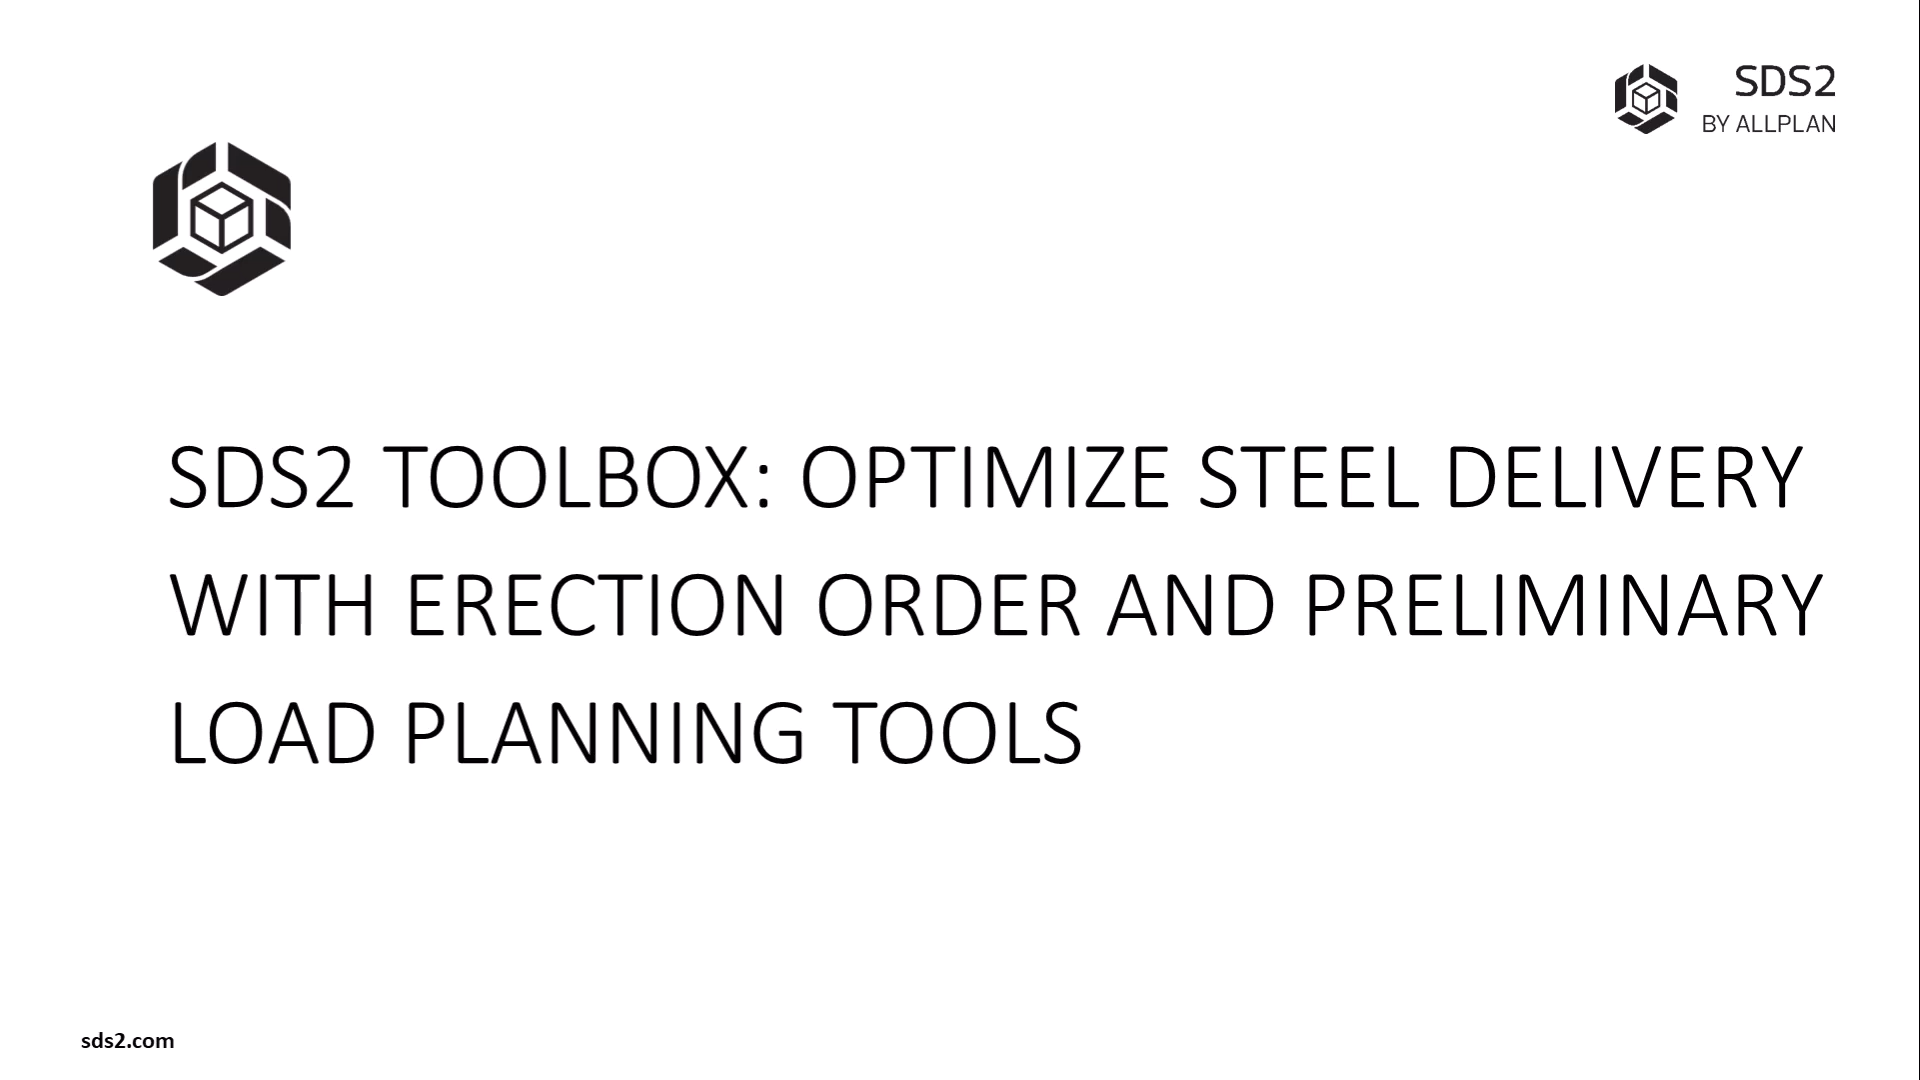 SDS2
BY ALLPLAN
SDS2 TOOLBOX: OPTIMIZE STEEL DELIVERY
WITH ERECTION ORDER AND PRELIMINARY
LOAD PLANNING TOOLS
sds2.com